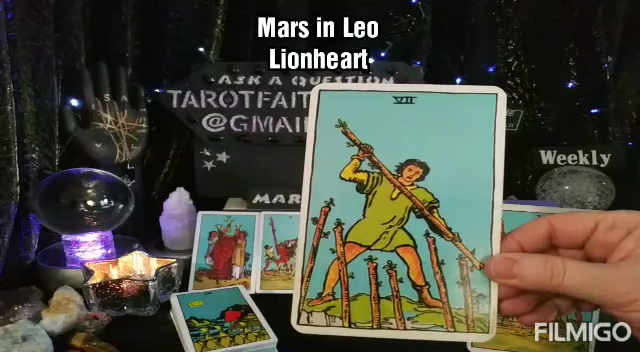 Mars in Leo
Lionheart
ASK A QUESTION
TAROTFAIT
@GMAI
Weekly
MAR
VII
FILMIGO